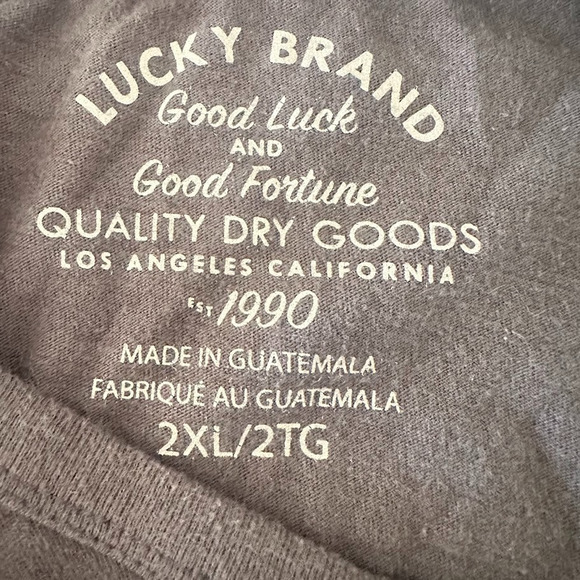 LUCKY BRAND
Good Luck
AND
Good Fortune
QUALITY DRY GOODS
LOS ANGELES CALIFORNIA
EST 1990
MADE IN GUATEMALA
FABRIQUÉ AU GUATEMALA
2XL/2TG